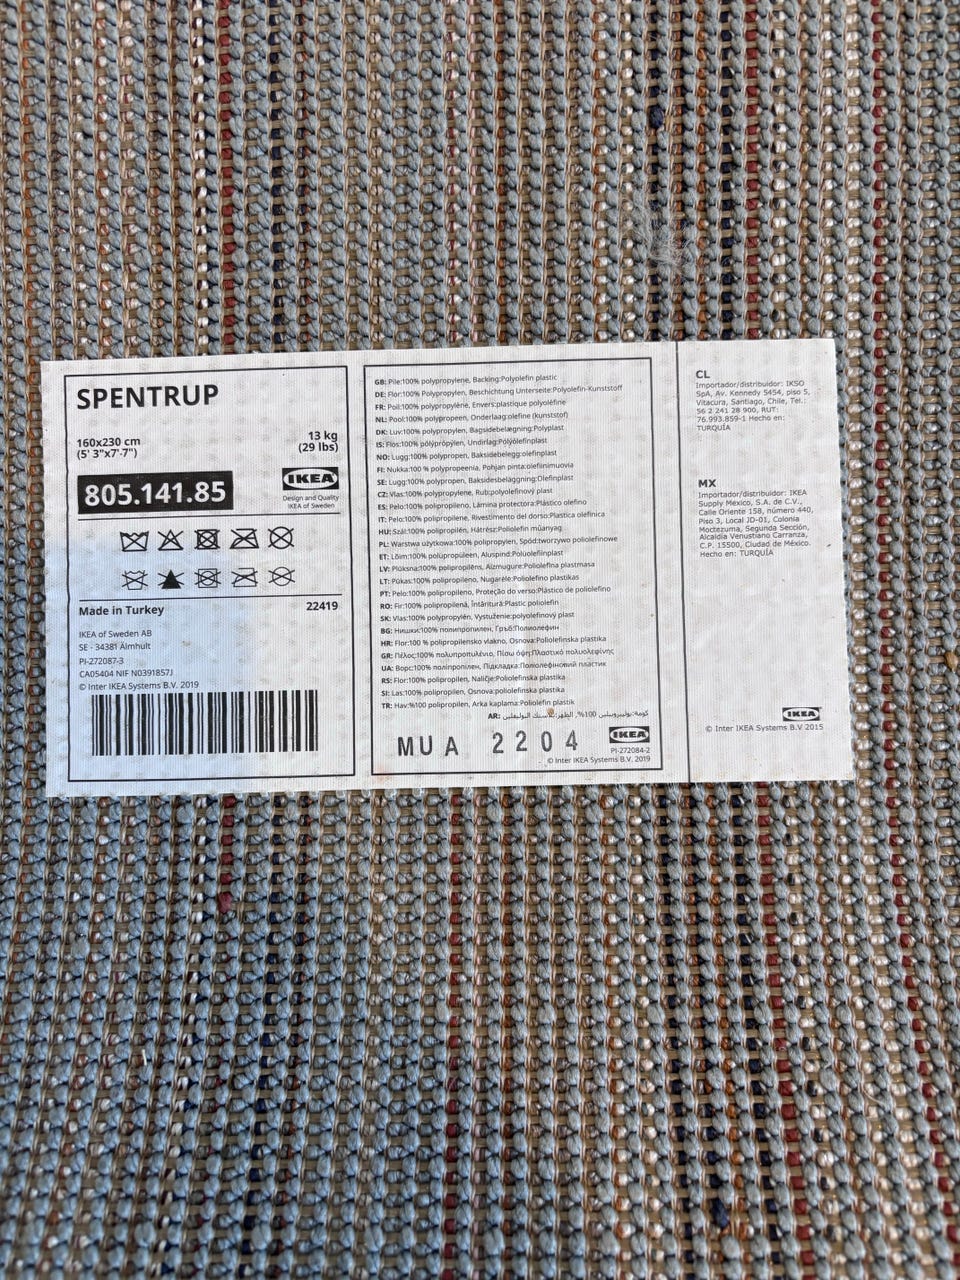 SPENTRUP
160x230 cm
(5' 3"x7'-7")
13 kg
(29 lbs)
805.141.85
IKEA
Design and Quality
IKEA of Sweden
Made in Turkey
22419
IKEA of Sweden AB
SE - 34381 Älmhult
PI-272087-3
CA05404 NIF N0391857J
© Inter IKEA Systems B.V. 2019
GB: Pile:100% polypropylene, Backing:Polyolefin plastic
DE: Flor:100% Polypropylen, Beschichtung Unterseite:Polyolefin-Kunststoff
FR: Poil:100% polypropylène, Envers:plastique polyoléfine
NL: Pool:100% polypropeen, Onderlaag:olefine (kunststof)
DK: Luv:100% polypropylen, Bagsidebelægning:Polyplast
IS: Flos:100% pólýprópýlen, Undirlag:Pólýólefínplast
NO: Lugg:100% polypropen, Baksidebelegg:olefinplast
FI: Nukka:100 % polypropeenia, Pohjan pinta:olefiinimuovia
SE: Lugg:100% polypropen, Baksidesbeläggning:Olefinplast
CZ: Vlas:100% polypropylene, Rub:polyolefinový plast
ES: Pelo:100% polipropileno, Lámina protectora:Plástico olefino
IT: Pelo:100% polipropilene, Rivestimento del dorso:Plastica olefinica
HU: Szál:100% polipropilén, Hátrész:Poliolefin műanyag
PL: Warstwa użytkowa:100% polipropylen, Spód:tworzywo poliolefinowe
ET: Lõim:100% polüpropüleen, Aluspind:Polüolefiinplast
LV: Plūksna:100% polipropilēns, Aizmugure:Poliolefīna plastmasa
LT: Pūkas:100% polipropileno, Nugarėlė:Poliolefino plastikas
PT: Pelo:100% polipropileno, Proteção do verso:Plástico de poliolefino
RO: Fir:100% polipropilenă, Întăritură:Plastic poliolefin
SK: Vlas:100% polypropylén, Vystuženie:polyolefinový plast
BG: Нишки:100% полипропилен, Гръб:Полиолефин
HR: Flor:100 % polipropilensko vlakno, Osnova:Poliolefinska plastika
GR: Πέλος:100% πολυπροπυλένιο, Πίσω όψη:Πλαστικό πολυολεφίνης
UA: Ворс:100% поліпропілен, Підкладка:Поліолефіновий пластик
RS: Flor:100% polipropilen, Naličje:Poliolefinska plastika
SI: Las:100% polipropilen, Osnova:poliolefinska plastika
TR: Hav:%100 polipropilen, Arka kaplama:Poliolefin plastik
AR: كومة:بوليبروبيلين 100%, الظهر:بلاستيك البوليفلين
MUA 2204
IKEA
PI-272084-2
© Inter IKEA Systems B.V. 2019
CL
Importador/distribuidor: IKSO
SpA, Av. Kennedy 5454, piso 5,
Vitacura, Santiago, Chile, Tel.:
56 2 241 28 900, RUT:
76.993.859-1 Hecho en:
TURQUÍA
MX
Importador/distribuidor: IKEA
Supply Mexico, S.A. de C.V.,
Calle Oriente 158, número 440,
Piso 3, Local JD-01, Colonia
Moctezuma, Segunda Sección,
Alcaldía Venustiano Carranza,
C.P. 15500, Ciudad de México.
Hecho en: TURQUÍA
IKEA
© Inter IKEA Systems B.V 2015